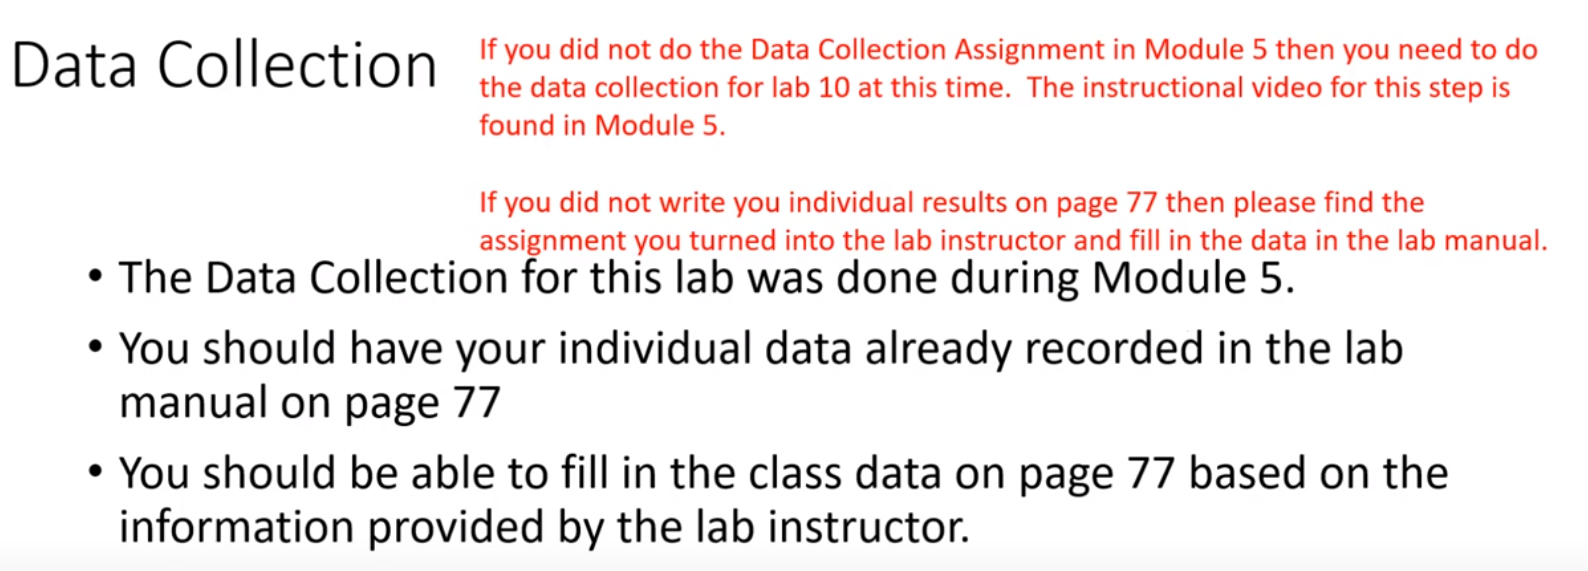 Data Collection
If you did not do the Data Collection Assignment in Module 5 then you need to do
the data collection for lab 10 at this time.  The instructional video for this step is
found in Module 5.
If you did not write you individual results on page 77 then please find the
assignment you turned into the lab instructor and fill in the data in the lab manual.
• The Data Collection for this lab was done during Module 5.
• You should have your individual data already recorded in the lab
manual on page 77
• You should be able to fill in the class data on page 77 based on the
information provided by the lab instructor.